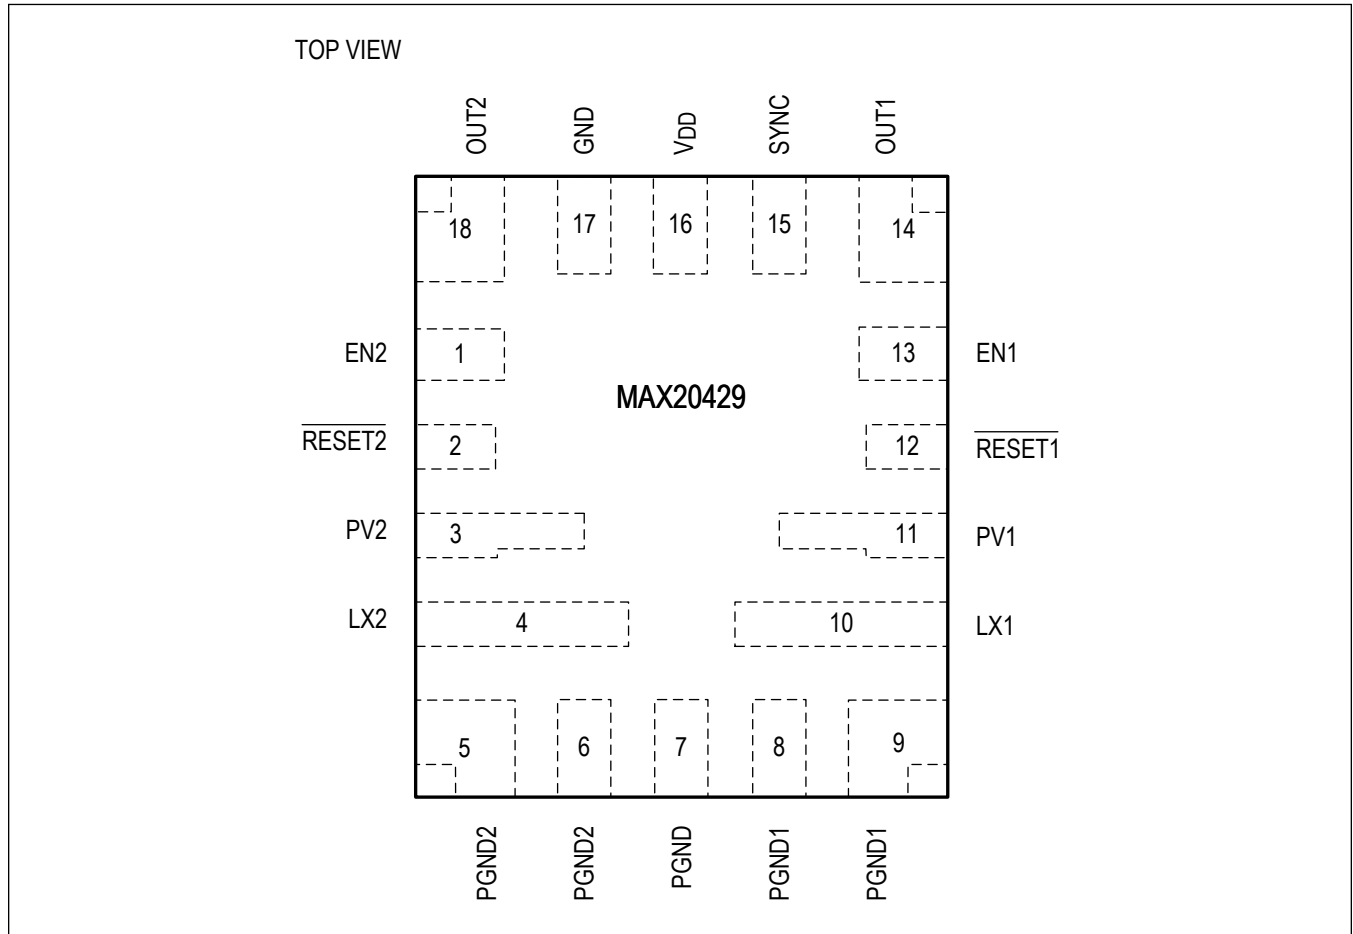 TOP VIEW
OUT2
GND
VDD
SYNC
OUT1
18
17
16
15
14
EN2
1
13
EN1
MAX20429
RESET2
2
12
RESET1
PV2
3
11
PV1
LX2
4
10
LX1
5
6
7
8
9
PGND2
PGND2
PGND
PGND1
PGND1